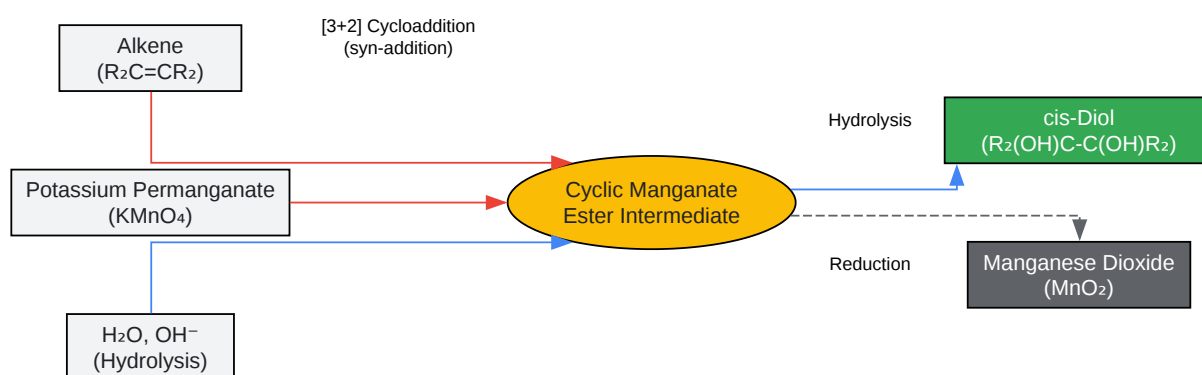 [3+2] Cycloaddition
(syn-addition)
Alkene
(R₂C=CR₂)
Potassium Permanganate
(KMnO₄)
H₂O, OH⁻
(Hydrolysis)
Cyclic Manganate
Ester Intermediate
Hydrolysis
cis-Diol
(R₂(OH)C-C(OH)R₂)
Reduction
Manganese Dioxide
(MnO₂)